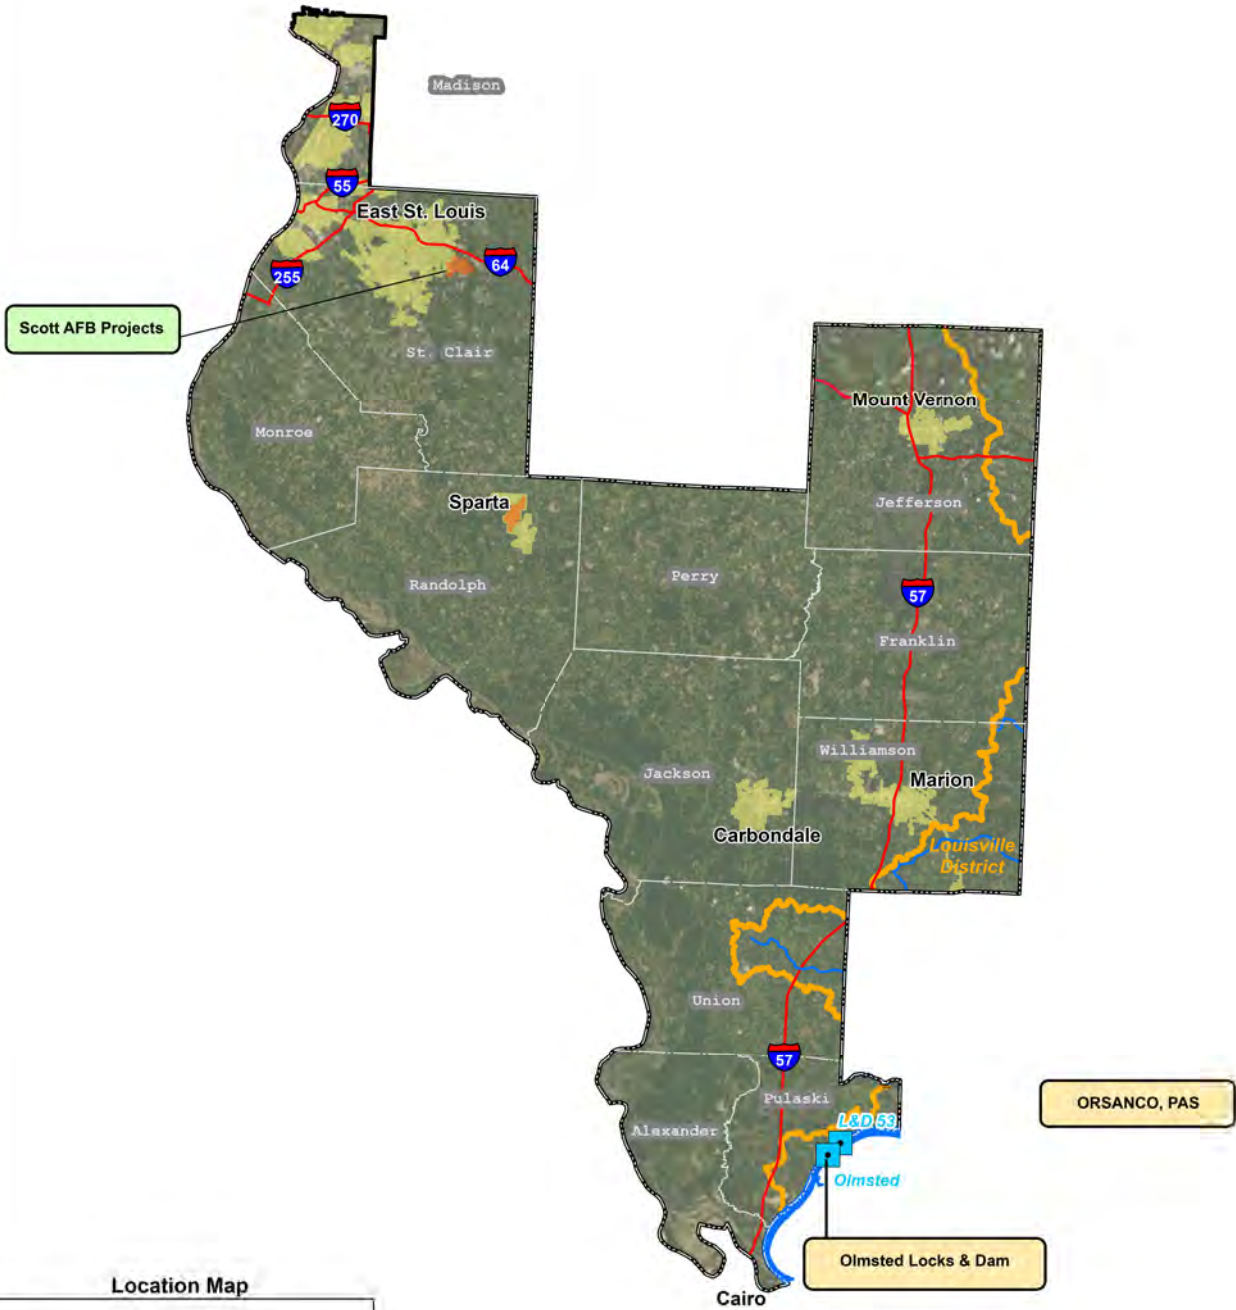 Madison
270
55
East St. Louis
64
255
Scott AFB Projects
St. Clair
Mount Vernon
Monroe
Sparta
Jefferson
Randolph
Perry
57
Franklin
Williamson
Jackson
Marion
Carbondale
Louisville
District
Union
57
Pulaski
ORSANCO, PAS
L&D 53
Alexander
Olmsted
Olmsted Locks & Dam
Location Map
Cairo